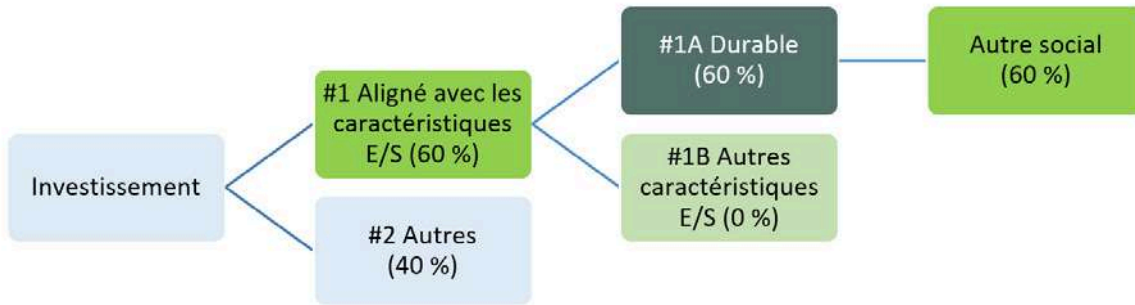 Investissement
#1 Aligné avec les
caractéristiques
E/S (60 %)
#2 Autres
(40 %)
#1A Durable
(60 %)
#1B Autres
caractéristiques
E/S (0 %)
Autre social
(60 %)